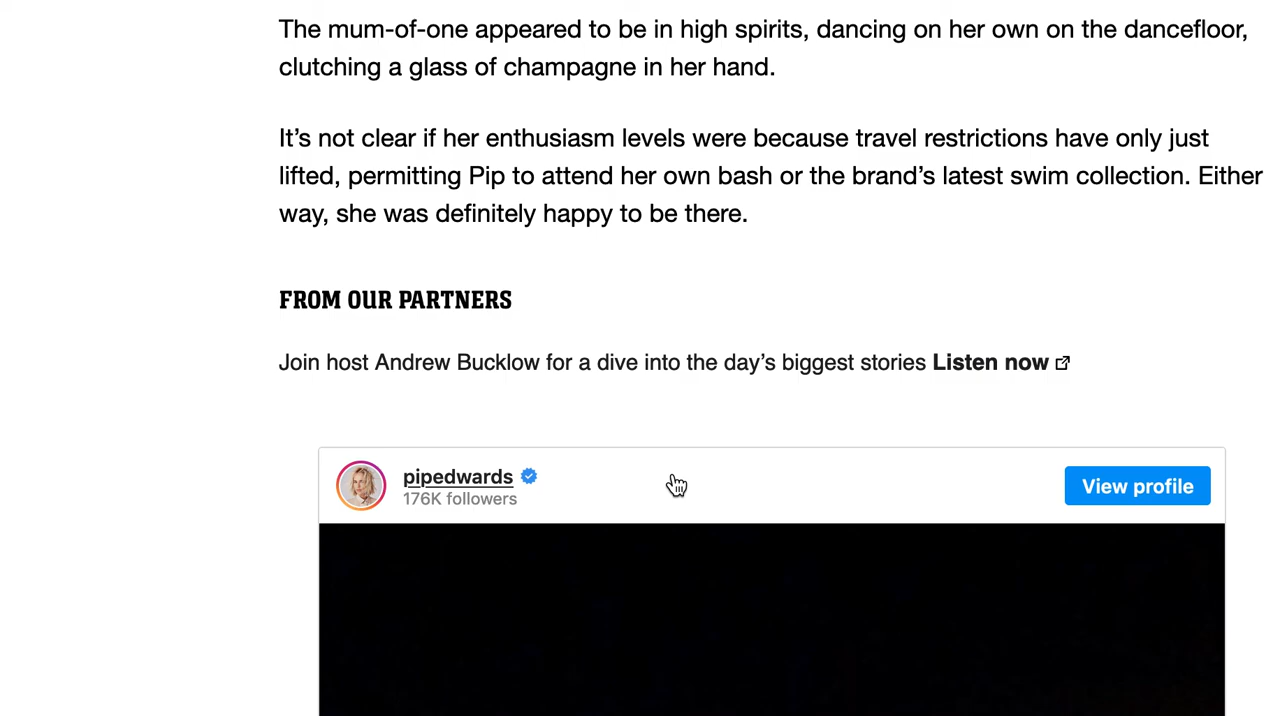 The mum-of-one appeared to be in high spirits, dancing on her own on the dancefloor,
clutching a glass of champagne in her hand.
It’s not clear if her enthusiasm levels were because travel restrictions have only just
lifted, permitting Pip to attend her own bash or the brand’s latest swim collection. Either
way, she was definitely happy to be there.
FROM OUR PARTNERS
Join host Andrew Bucklow for a dive into the day’s biggest stories Listen now
pipedwards
176K followers
View profile